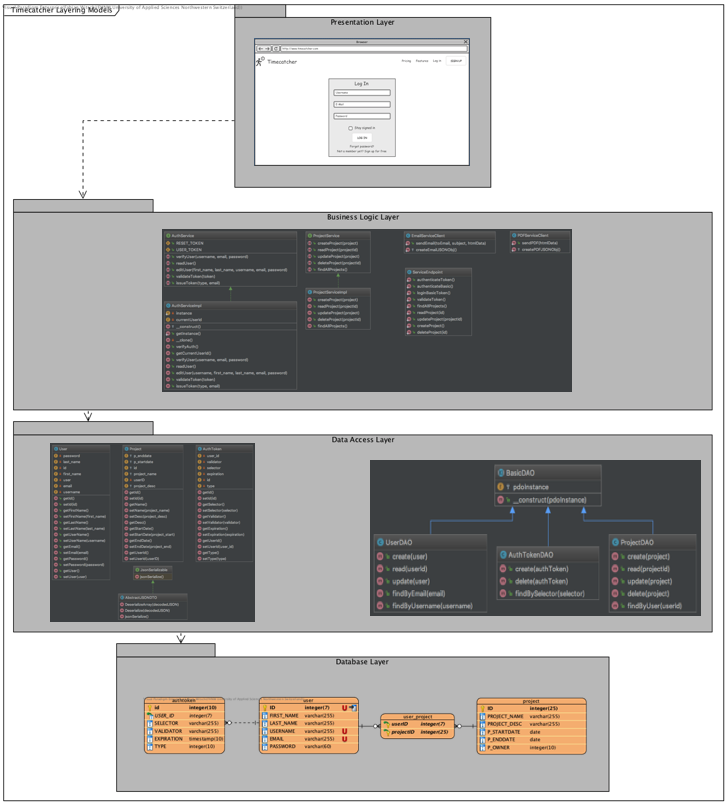 Timecatcher Layering Models
University of Applied Sciences Northwestern Switzerland)
Presentation Layer
Browser
Timecatcher
Pricing Features Log In SIGN UP
Log In
Username
E-Mail
Password
Stay signed in
LOG IN
Forgot password?
Not a member yet? Sign up for free
Business Logic Layer
AuthService
RESET_TOKEN
USER_TOKEN
verifyUser(username, email, password)
readUser()
editUser(first_name, last_name, username, email, password)
validateToken(token)
issueToken(type, email)
AuthServiceImpl
instance
currentUserId
__construct()
getInstance()
__clone()
verifyAuth()
getCurrentUserId()
verifyUser(username, email, password)
readUser()
editUser(username, first_name, last_name, email, password)
validateToken(token)
issueToken(type, email)
ProjectService
createProject(project)
readProject(projectId)
updateProject(project)
deleteProject(projectId)
findAllProjects()
ProjectServiceImpl
createProject(project)
readProject(projectId)
updateProject(project)
deleteProject(projectId)
findAllProjects()
EmailServiceClient
sendEmail(toEmail, subject, htmlData)
createEmailJSONObj()
ServiceEndpoint
authenticateToken()
authenticateBasic()
loginBasicToken()
validateToken()
findAllProjects()
readProject(id)
updateProject(projectId)
createProject()
deleteProject(id)
PDFServiceClient
sendPDF(htmlData)
createPDFJSONObj()
Data Access Layer
User
password
last_name
id
first_name
user
email
username
getId()
setId(id)
getFirstName()
setFirstName(first_name)
getLastName()
setLastName(last_name)
getUsername()
setUsername(username)
getEmail()
setEmail(email)
getPassword()
setPassword(password)
getUser()
setUser(user)
Project
p_enddate
p_startdate
id
project_name
userID
project_desc
getId()
setId(id)
getName()
setName(project_name)
setDesc(project_desc)
getDesc()
getStartDate()
setStartDate(project_start)
getEndDate()
setEndDate(project_end)
getUserId()
setUserId(userID)
JsonSerializable
jsonSerialize()
AbstractJSONDTO
DeserializeArray(decodedJSON)
Deserialize(decodedJSON)
jsonSerialize()
AuthToken
user_id
validator
selector
expiration
id
type
getId()
setId(id)
getSelector()
setSelector(selector)
getValidator()
setValidator(validator)
getExpiration()
setExpiration(expiration)
getUserId()
setUserId(user_id)
getType()
setType(type)
BasicDAO
pdoInstance
__construct(pdoInstance)
UserDAO
create(user)
read(userId)
update(user)
findByEmail(email)
findByUsername(username)
AuthTokenDAO
create(authToken)
delete(authToken)
findBySelector(selector)
ProjectDAO
create(project)
read(projectId)
update(project)
delete(project)
findByUser(userId)
Database Layer
authtoken
id integer(10)
USER_ID integer(7)
SELECTOR varchar(255)
VALIDATOR varchar(255)
EXPIRATION timestamp(10)
TYPE integer(10)
user
ID integer(7) U
FIRST_NAME varchar(255)
LAST_NAME varchar(255)
USERNAME varchar(255) U
EMAIL varchar(255) U
PASSWORD varchar(60)
user_project
userID integer(7)
projectID integer(25)
project
ID integer(25)
PROJECT_NAME varchar(255)
PROJECT_DESC varchar(255)
P_STARTDATE date
P_ENDDATE date
P_OWNER integer(10)